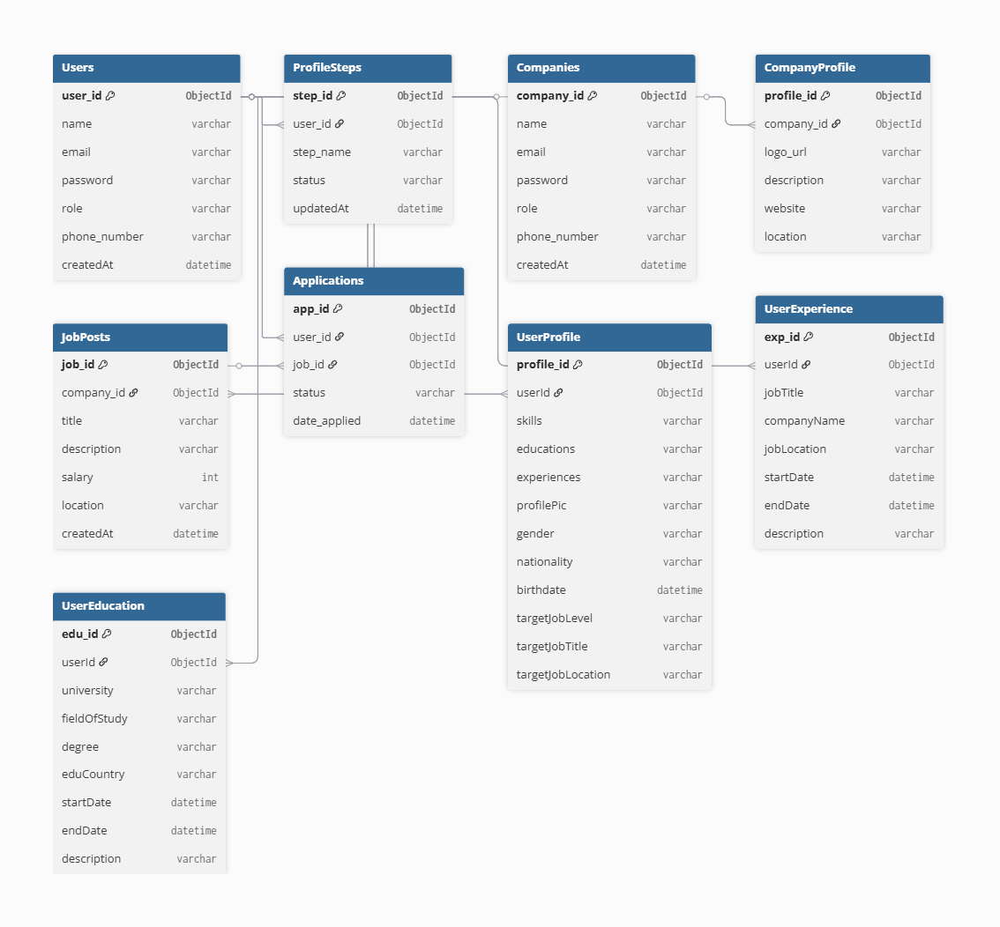 Users
user_id ObjectId
name varchar
email varchar
password varchar
role varchar
phone_number varchar
createdAt datetime
ProfileSteps
step_id ObjectId
user_id ObjectId
step_name varchar
status varchar
updatedAt datetime
Companies
company_id ObjectId
name varchar
email varchar
password varchar
role varchar
phone_number varchar
createdAt datetime
CompanyProfile
profile_id ObjectId
company_id ObjectId
logo_url varchar
description varchar
website varchar
location varchar
JobPosts
job_id ObjectId
company_id ObjectId
title varchar
description varchar
salary int
location varchar
createdAt datetime
Applications
app_id ObjectId
user_id ObjectId
job_id ObjectId
status varchar
date_applied datetime
UserProfile
profile_id ObjectId
userId ObjectId
skills varchar
educations varchar
experiences varchar
profilePic varchar
gender varchar
nationality varchar
birthdate datetime
targetJobLevel varchar
targetJobTitle varchar
targetJobLocation varchar
UserExperience
exp_id ObjectId
userId ObjectId
jobTitle varchar
companyName varchar
jobLocation varchar
startDate datetime
endDate datetime
description varchar
UserEducation
edu_id ObjectId
userId ObjectId
university varchar
fieldOfStudy varchar
degree varchar
eduCountry varchar
startDate datetime
endDate datetime
description varchar